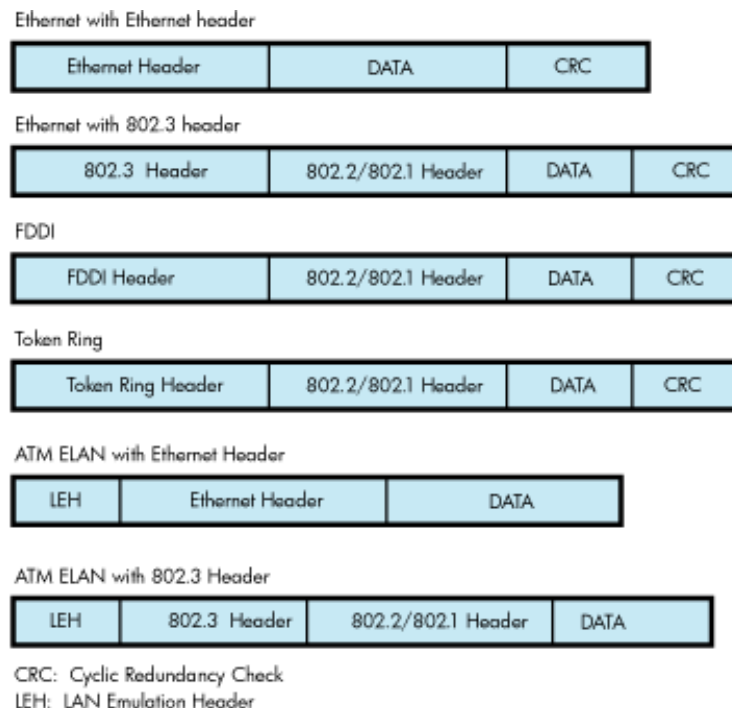 Ethernet with Ethernet header
Ethernet Header DATA CRC
Ethernet with 802.3 header
802.3 Header 802.2/802.1 Header DATA CRC
FDDI
FDDI Header 802.2/802.1 Header DATA CRC
Token Ring
Token Ring Header 802.2/802.1 Header DATA CRC
ATM ELAN with Ethernet Header
LEH Ethernet Header DATA
ATM ELAN with 802.3 Header
LEH 802.3 Header 802.2/802.1 Header DATA
CRC: Cyclic Redundancy Check
LEH: LAN Emulation Header